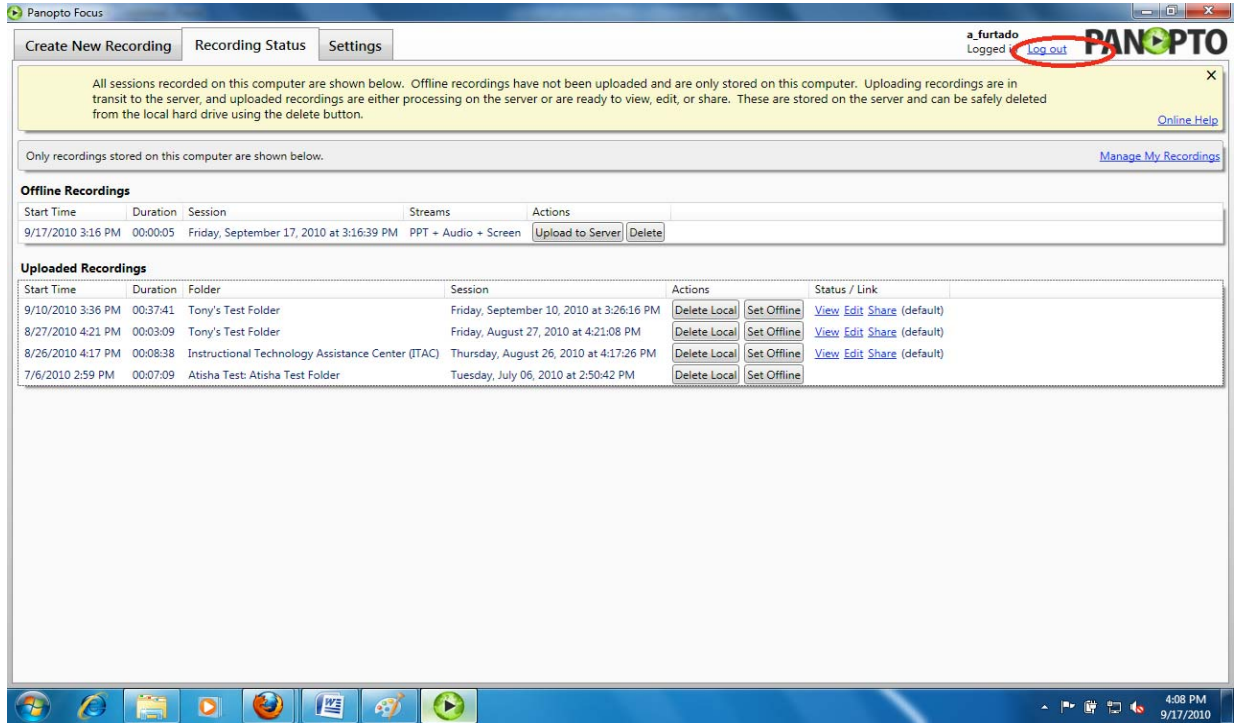 Panopto Focus
Create New Recording Recording Status Settings
a_furtado
Logged i Log out
PANOPTO
All sessions recorded on this computer are shown below. Offline recordings have not been uploaded and are only stored on this computer. Uploading recordings are in
transit to the server, and uploaded recordings are either processing on the server or are ready to view, edit, or share. These are stored on the server and can be safely deleted
from the local hard drive using the delete button.
Online Help
Only recordings stored on this computer are shown below. Manage My Recordings
Offline Recordings
Start Time Duration Session Streams Actions
9/17/2010 3:16 PM 00:00:05 Friday, September 17, 2010 at 3:16:39 PM PPT + Audio + Screen Upload to Server Delete
Uploaded Recordings
Start Time Duration Folder Session Actions Status / Link
9/10/2010 3:36 PM 00:37:41 Tony's Test Folder Friday, September 10, 2010 at 3:26:16 PM Delete Local Set Offline View Edit Share (default)
8/27/2010 4:21 PM 00:03:09 Tony's Test Folder Friday, August 27, 2010 at 4:21:08 PM Delete Local Set Offline View Edit Share (default)
8/26/2010 4:17 PM 00:08:38 Instructional Technology Assistance Center (ITAC) Thursday, August 26, 2010 at 4:17:26 PM Delete Local Set Offline View Edit Share (default)
7/6/2010 2:59 PM 00:07:09 Atisha Test: Atisha Test Folder Tuesday, July 06, 2010 at 2:50:42 PM Delete Local Set Offline
4:08 PM
9/17/2010